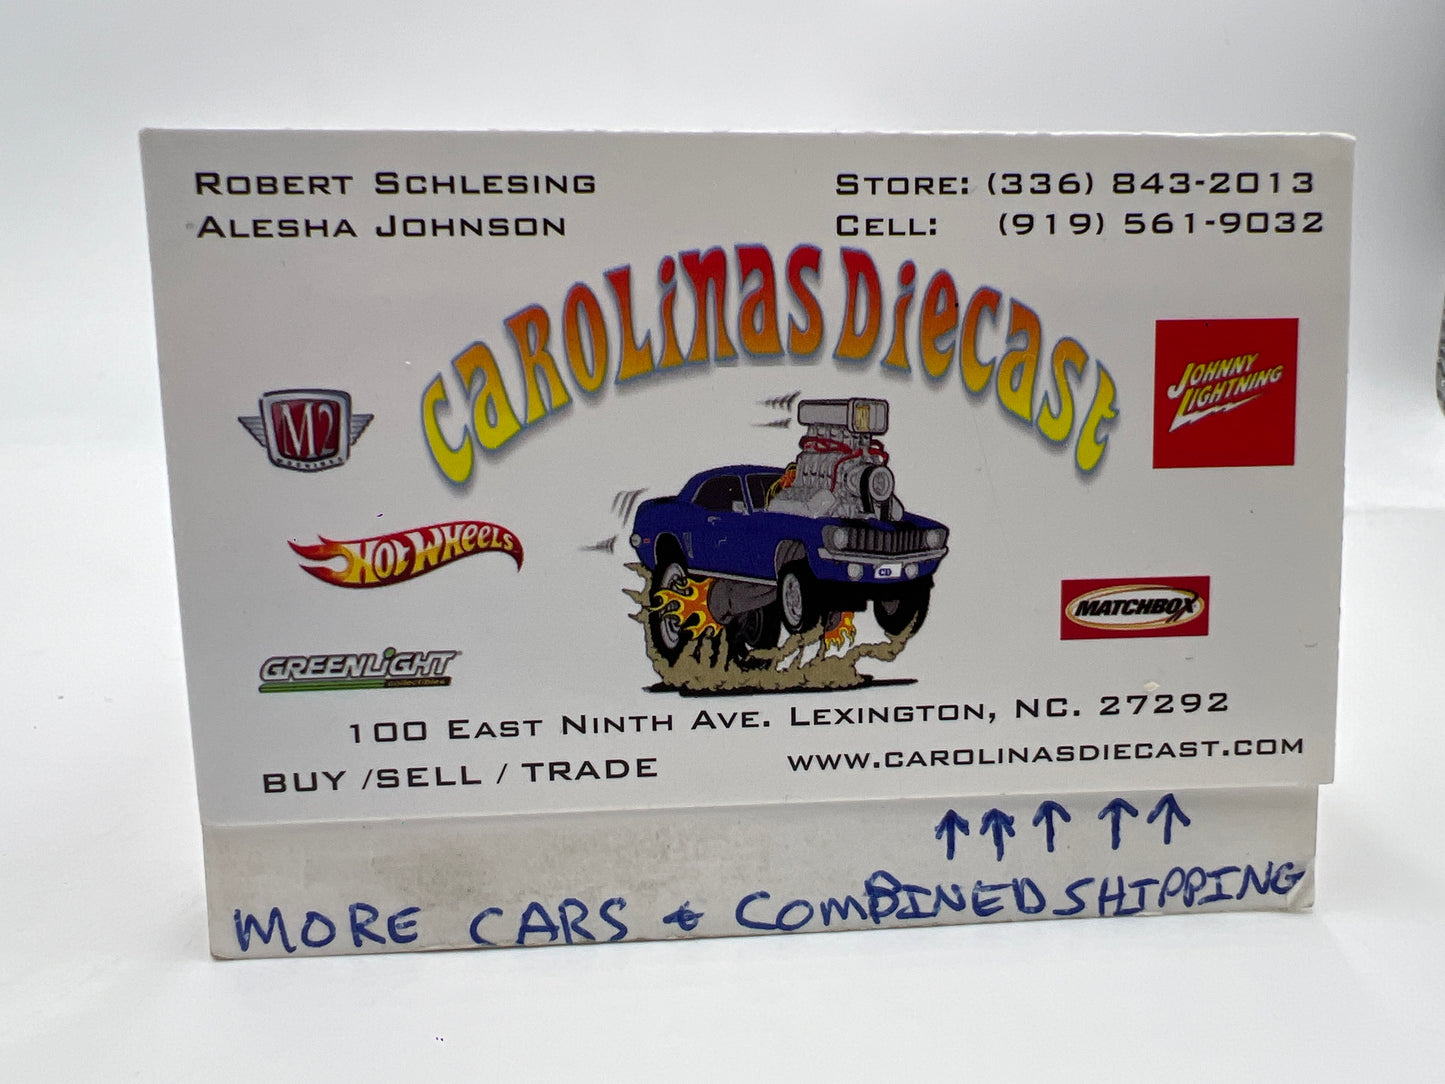 ROBERT SCHLESING
ALESHA JOHNSON
STORE: (336) 843-2013
CELL: (919) 561-9032
CAROLINAS DIECAST
M2
MACHINES
JOHNNY
LIGHTNING
HOT WHEELS
MATCHBOX
GREENLIGHT
collectibles
100 EAST NINTH AVE. LEXINGTON, NC. 27292
BUY /SELL / TRADE
WWW.CAROLINASDIECAST.COM
↑↑↑↑↑
MORE CARS & COMBINED SHIPPING